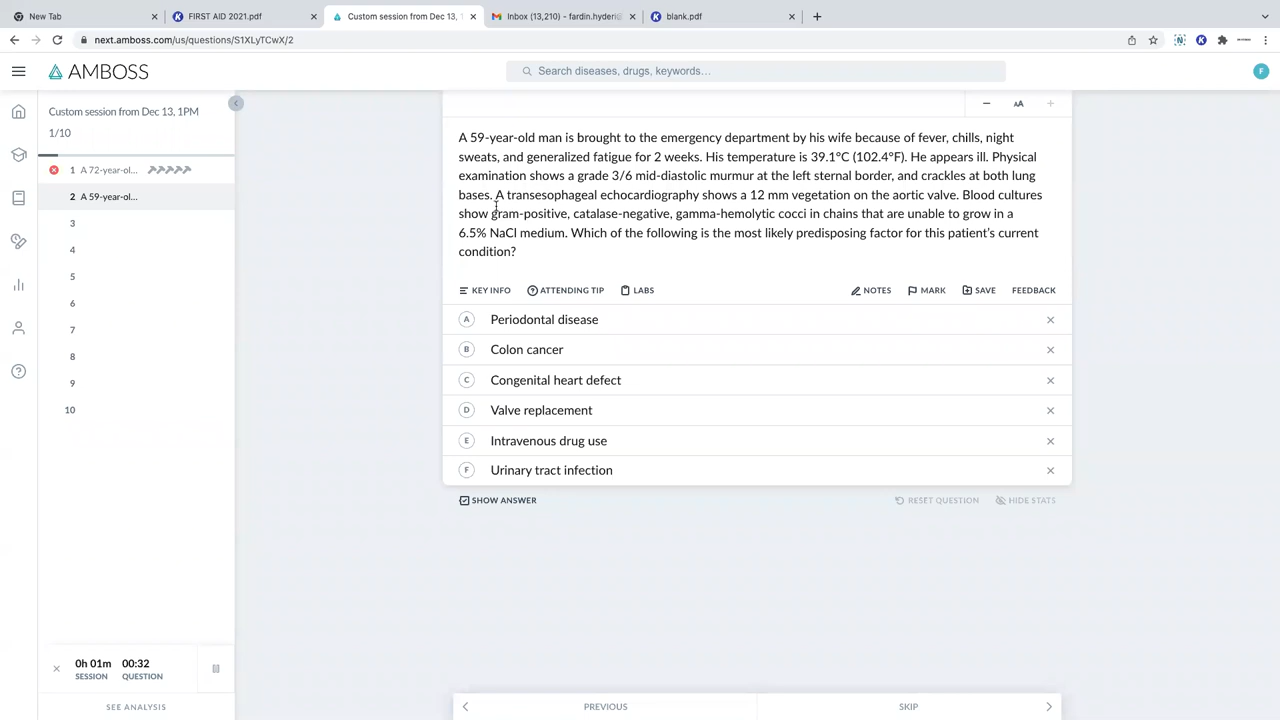 New Tab
FIRST AID 2021.pdf
Custom session from Dec 13, 1
Inbox (13,210) - fardin.hyderi@
blank.pdf
next.amboss.com/us/questions/S1XLyTCwX/2
AMBOSS
Search diseases, drugs, keywords…
F
Custom session from Dec 13, 1PM
1/10
1 A 72-year-ol...
2 A 59-year-ol...
3
4
5
6
7
8
9
10
0h 01m 00:32
SESSION QUESTION
SEE ANALYSIS
AA
A 59-year-old man is brought to the emergency department by his wife because of fever, chills, night
sweats, and generalized fatigue for 2 weeks. His temperature is 39.1°C (102.4°F). He appears ill. Physical
examination shows a grade 3/6 mid-diastolic murmur at the left sternal border, and crackles at both lung
bases. A transesophageal echocardiography shows a 12 mm vegetation on the aortic valve. Blood cultures
show gram-positive, catalase-negative, gamma-hemolytic cocci in chains that are unable to grow in a
6.5% NaCl medium. Which of the following is the most likely predisposing factor for this patient's current
condition?
KEY INFO ATTENDING TIP LABS NOTES MARK SAVE FEEDBACK
A Periodontal disease
B Colon cancer
C Congenital heart defect
D Valve replacement
E Intravenous drug use
F Urinary tract infection
SHOW ANSWER RESET QUESTION HIDE STATS
PREVIOUS SKIP